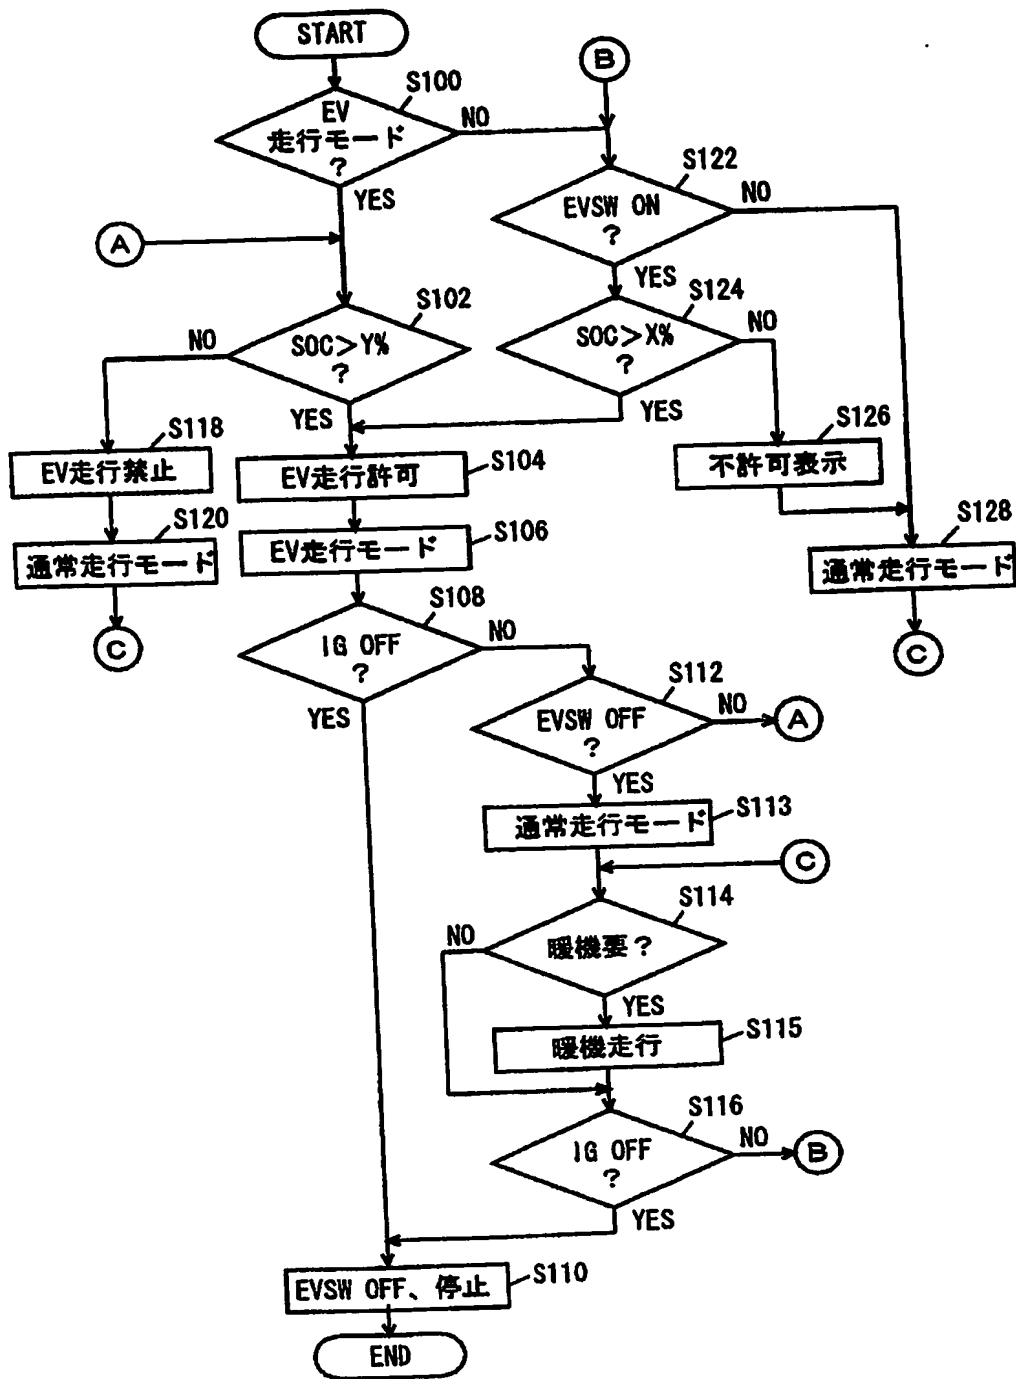 START
B
S100
EV
走行モード
?
NO
YES
S122
EVSW ON
?
NO
YES
A
S102
SOC>Y%
?
NO
YES
S124
SOC>X%
?
NO
YES
S118
EV走行禁止
S104
EV走行許可
S126
不許可表示
S120
通常走行モード
S106
EV走行モード
S128
通常走行モード
C
C
S108
IG OFF
?
NO
YES
S112
EVSW OFF
?
NO
A
YES
S113
通常走行モード
C
S114
暖機要?
NO
YES
S115
暖機走行
S116
IG OFF
?
NO
B
YES
S110
EVSW OFF、停止
END